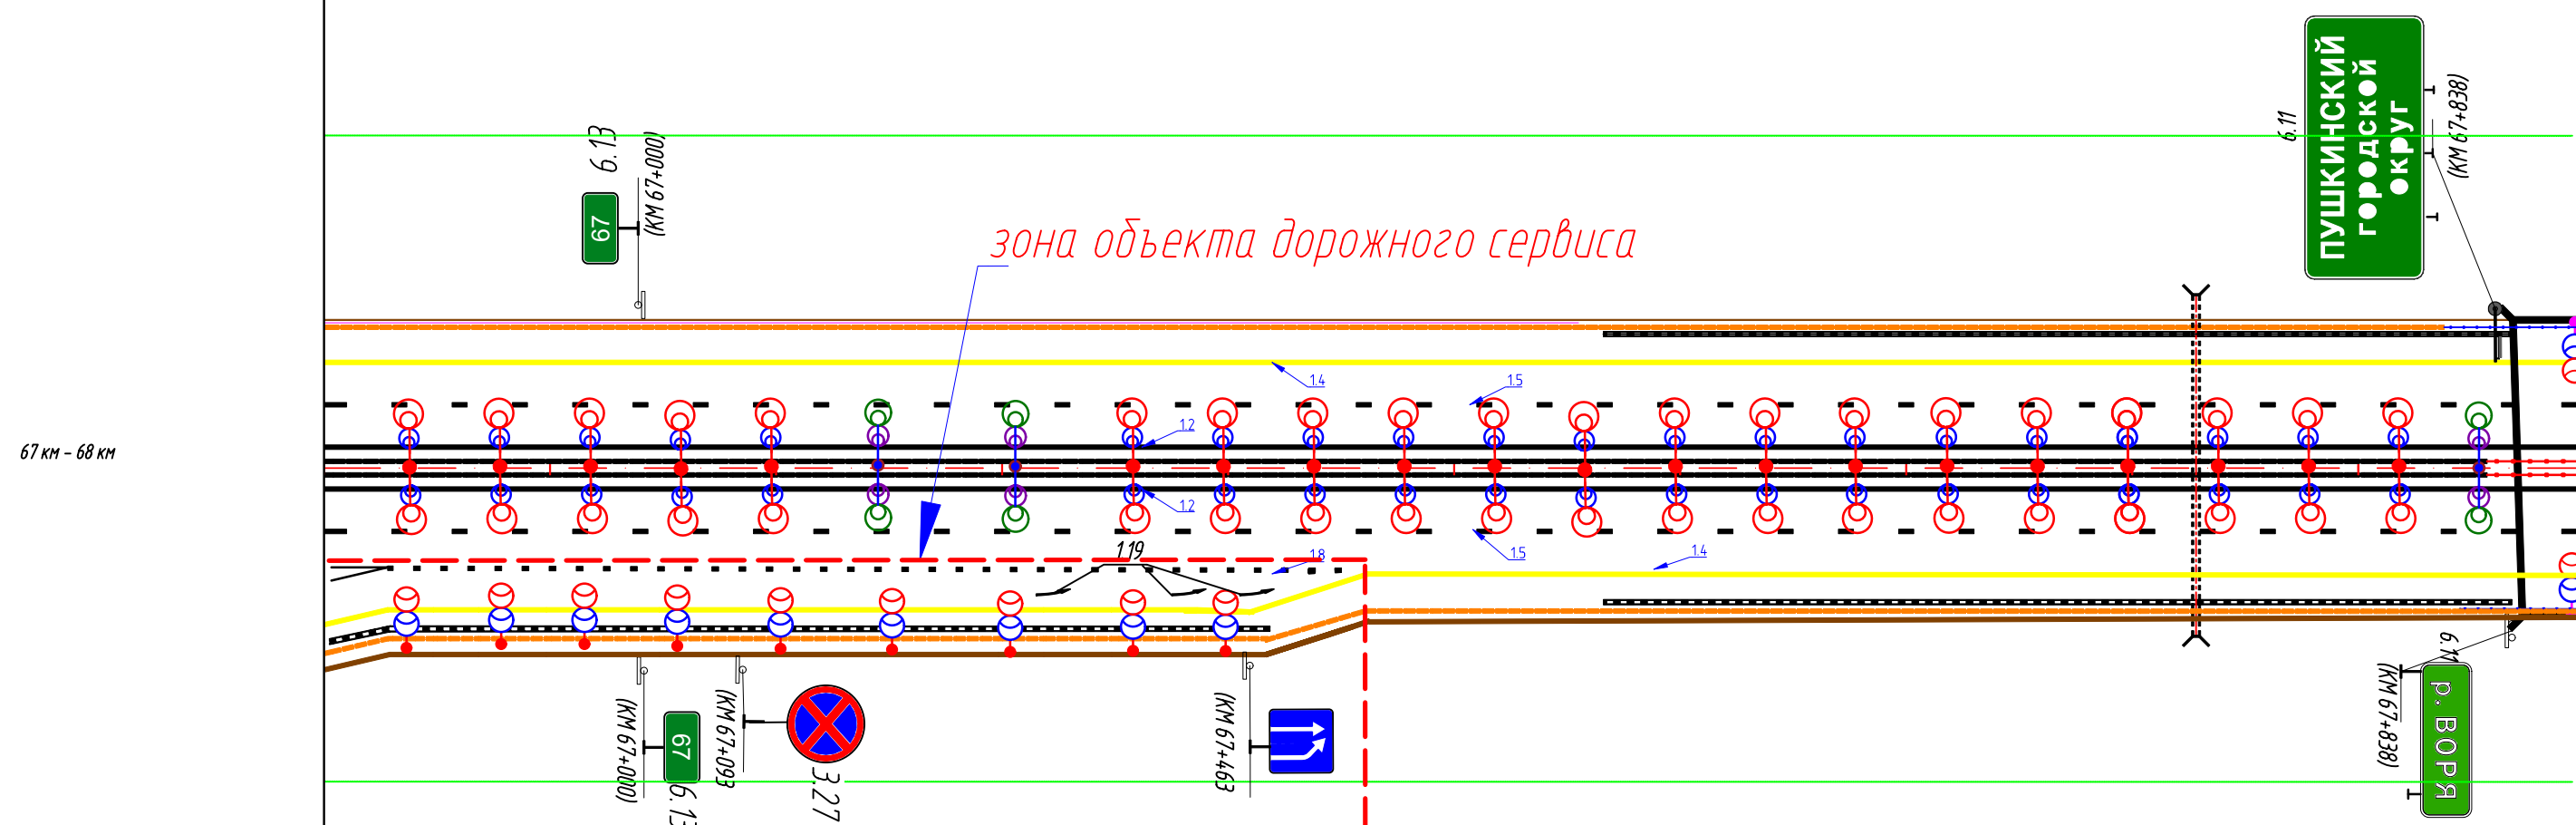 67 км - 68 км
6.13
67
(КМ 67+000)
зона объекта дорожного сервиса
6.11
ПУШКИНСКИЙ
городской
округ
(КМ 67+838)
1.4
1.5
1.2
1.2
1.19
1.8
1.5
1.4
(КМ 67+000)
67
6.13
(КМ 67+093
3.27
(КМ 67+463
6.11
(КМ 67+838)
р. ВОРЯ